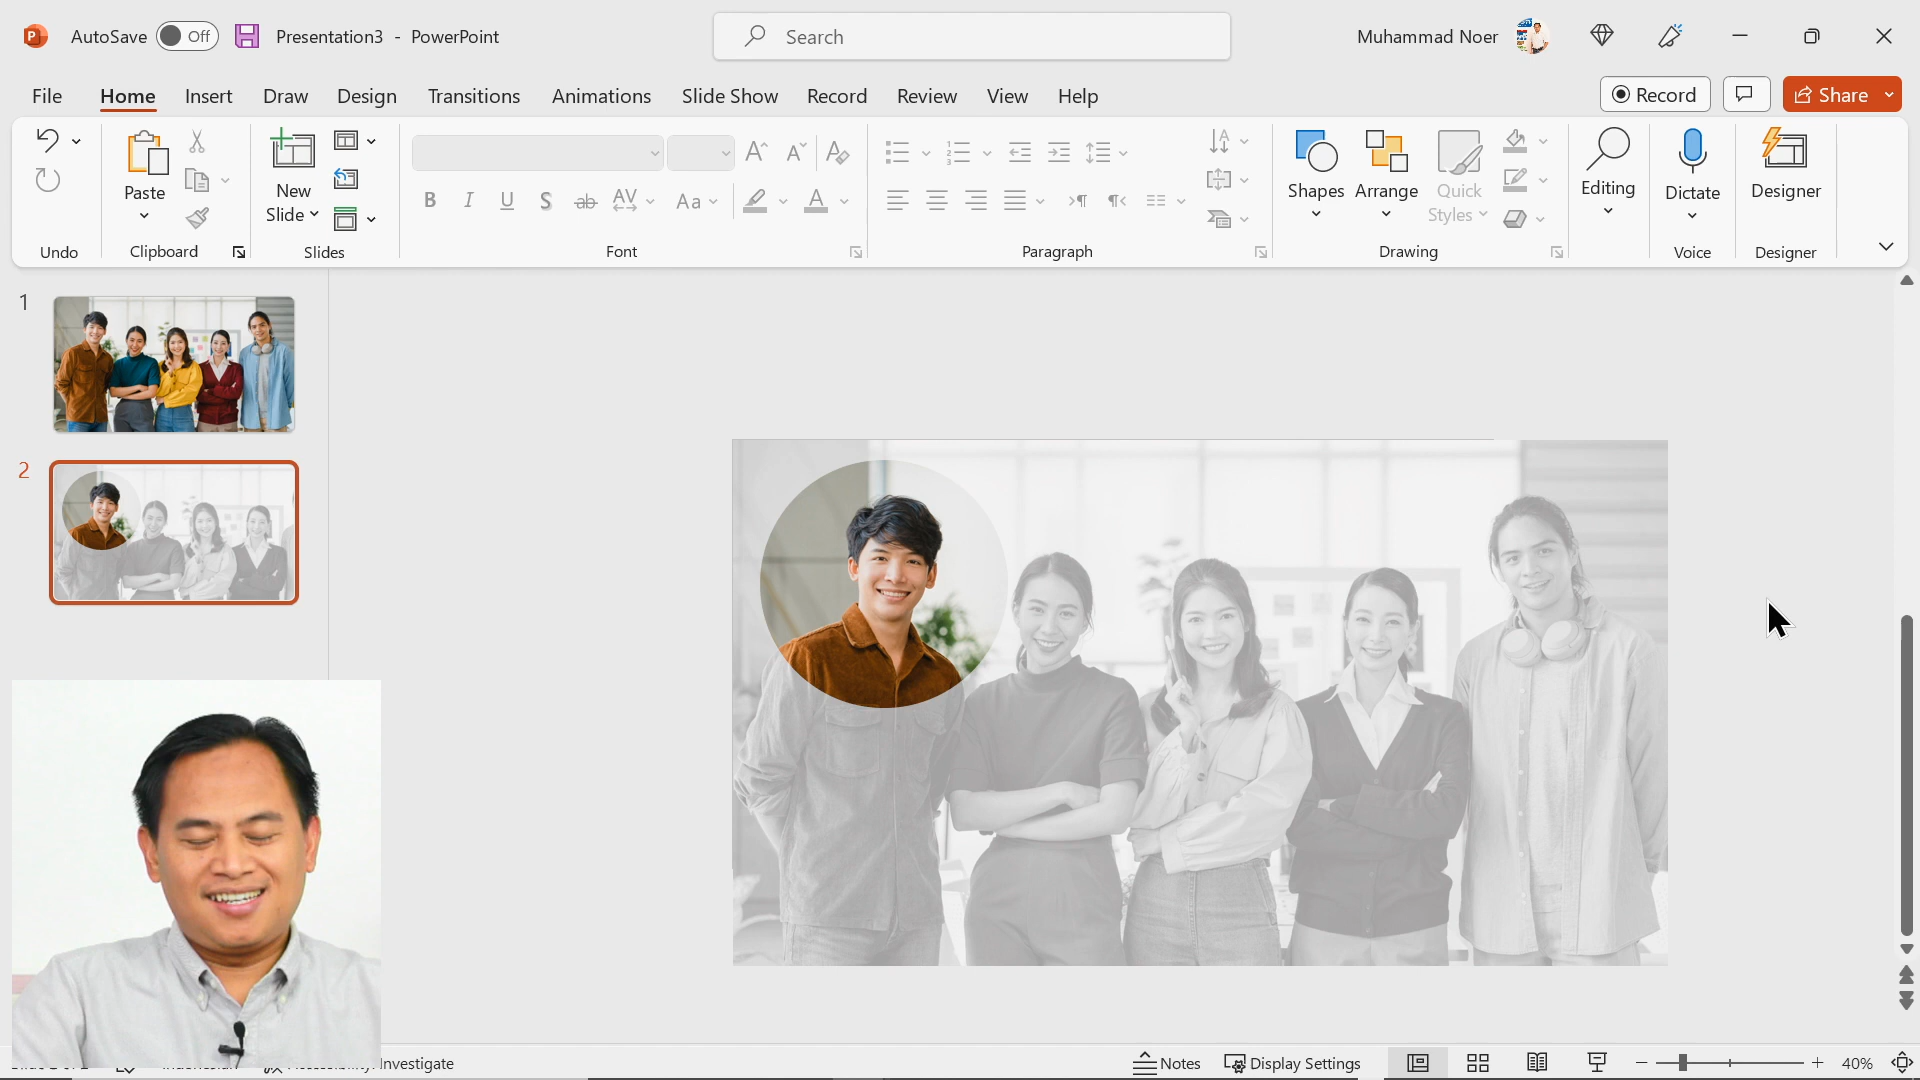 AutoSave Off Presentation3 - PowerPoint
Search
Muhammad Noer
File Home Insert Draw Design Transitions Animations Slide Show Record Review View Help
Record Share
Paste
New
Slide
Shapes Arrange Quick
Styles
Editing
Dictate
Designer
Undo Clipboard Slides Font Paragraph Drawing Voice Designer
1
2
Investigate
Notes Display Settings 40%